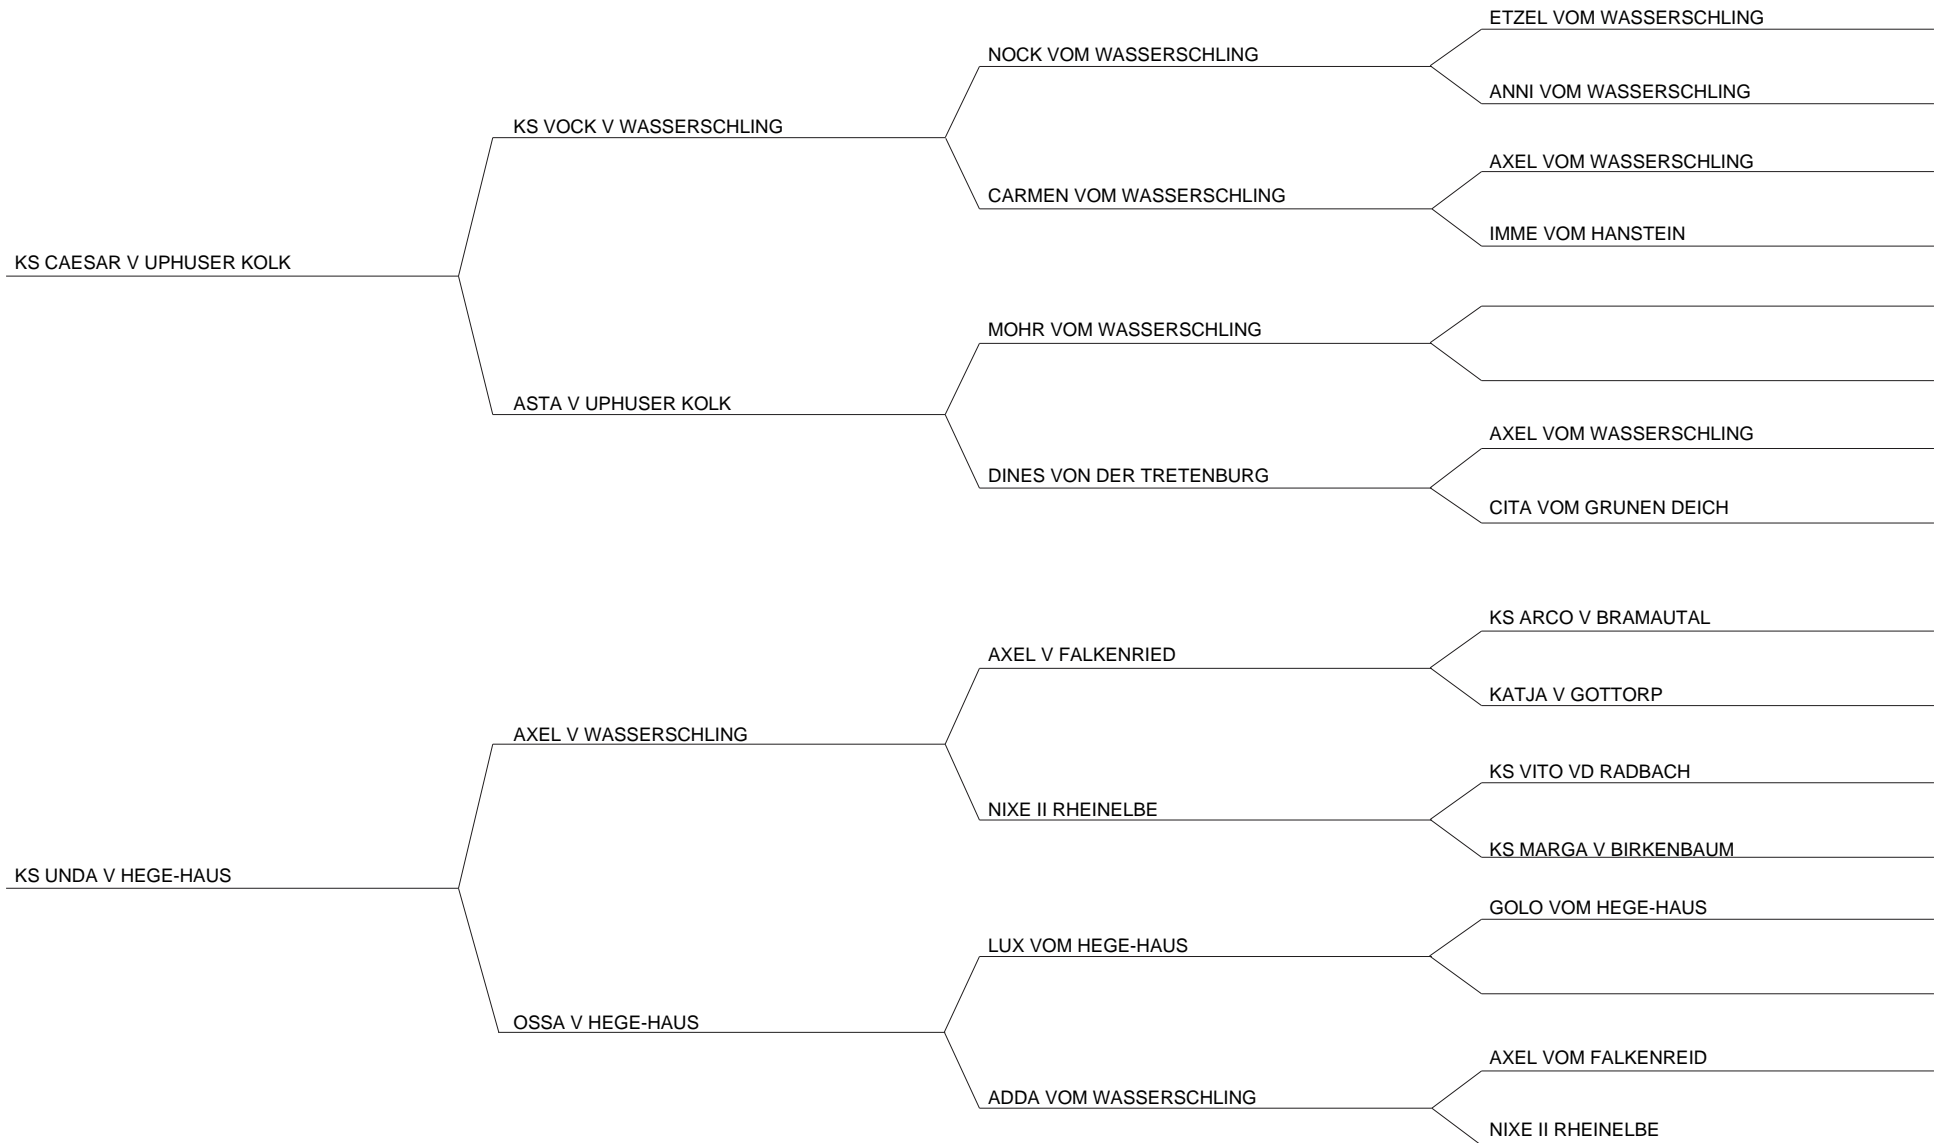 ETZEL VOM WASSERSCHLING
NOCK VOM WASSERSCHLING
ANNI VOM WASSERSCHLING
KS VOCK V WASSERSCHLING
AXEL VOM WASSERSCHLING
CARMEN VOM WASSERSCHLING
IMME VOM HANSTEIN
KS CAESAR V UPHUSER KOLK
MOHR VOM WASSERSCHLING
ASTA V UPHUSER KOLK
AXEL VOM WASSERSCHLING
DINES VON DER TRETENBURG
CITA VOM GRUNEN DEICH
KS ARCO V BRAMAUTAL
AXEL V FALKENRIED
KATJA V GOTTORP
AXEL V WASSERSCHLING
KS VITO VD RADBACH
NIXE II RHEINELBE
KS MARGA V BIRKENBAUM
KS UNDA V HEGE-HAUS
GOLO VOM HEGE-HAUS
LUX VOM HEGE-HAUS
OSSA V HEGE-HAUS
AXEL VOM FALKENREID
ADDA VOM WASSERSCHLING
NIXE II RHEINELBE